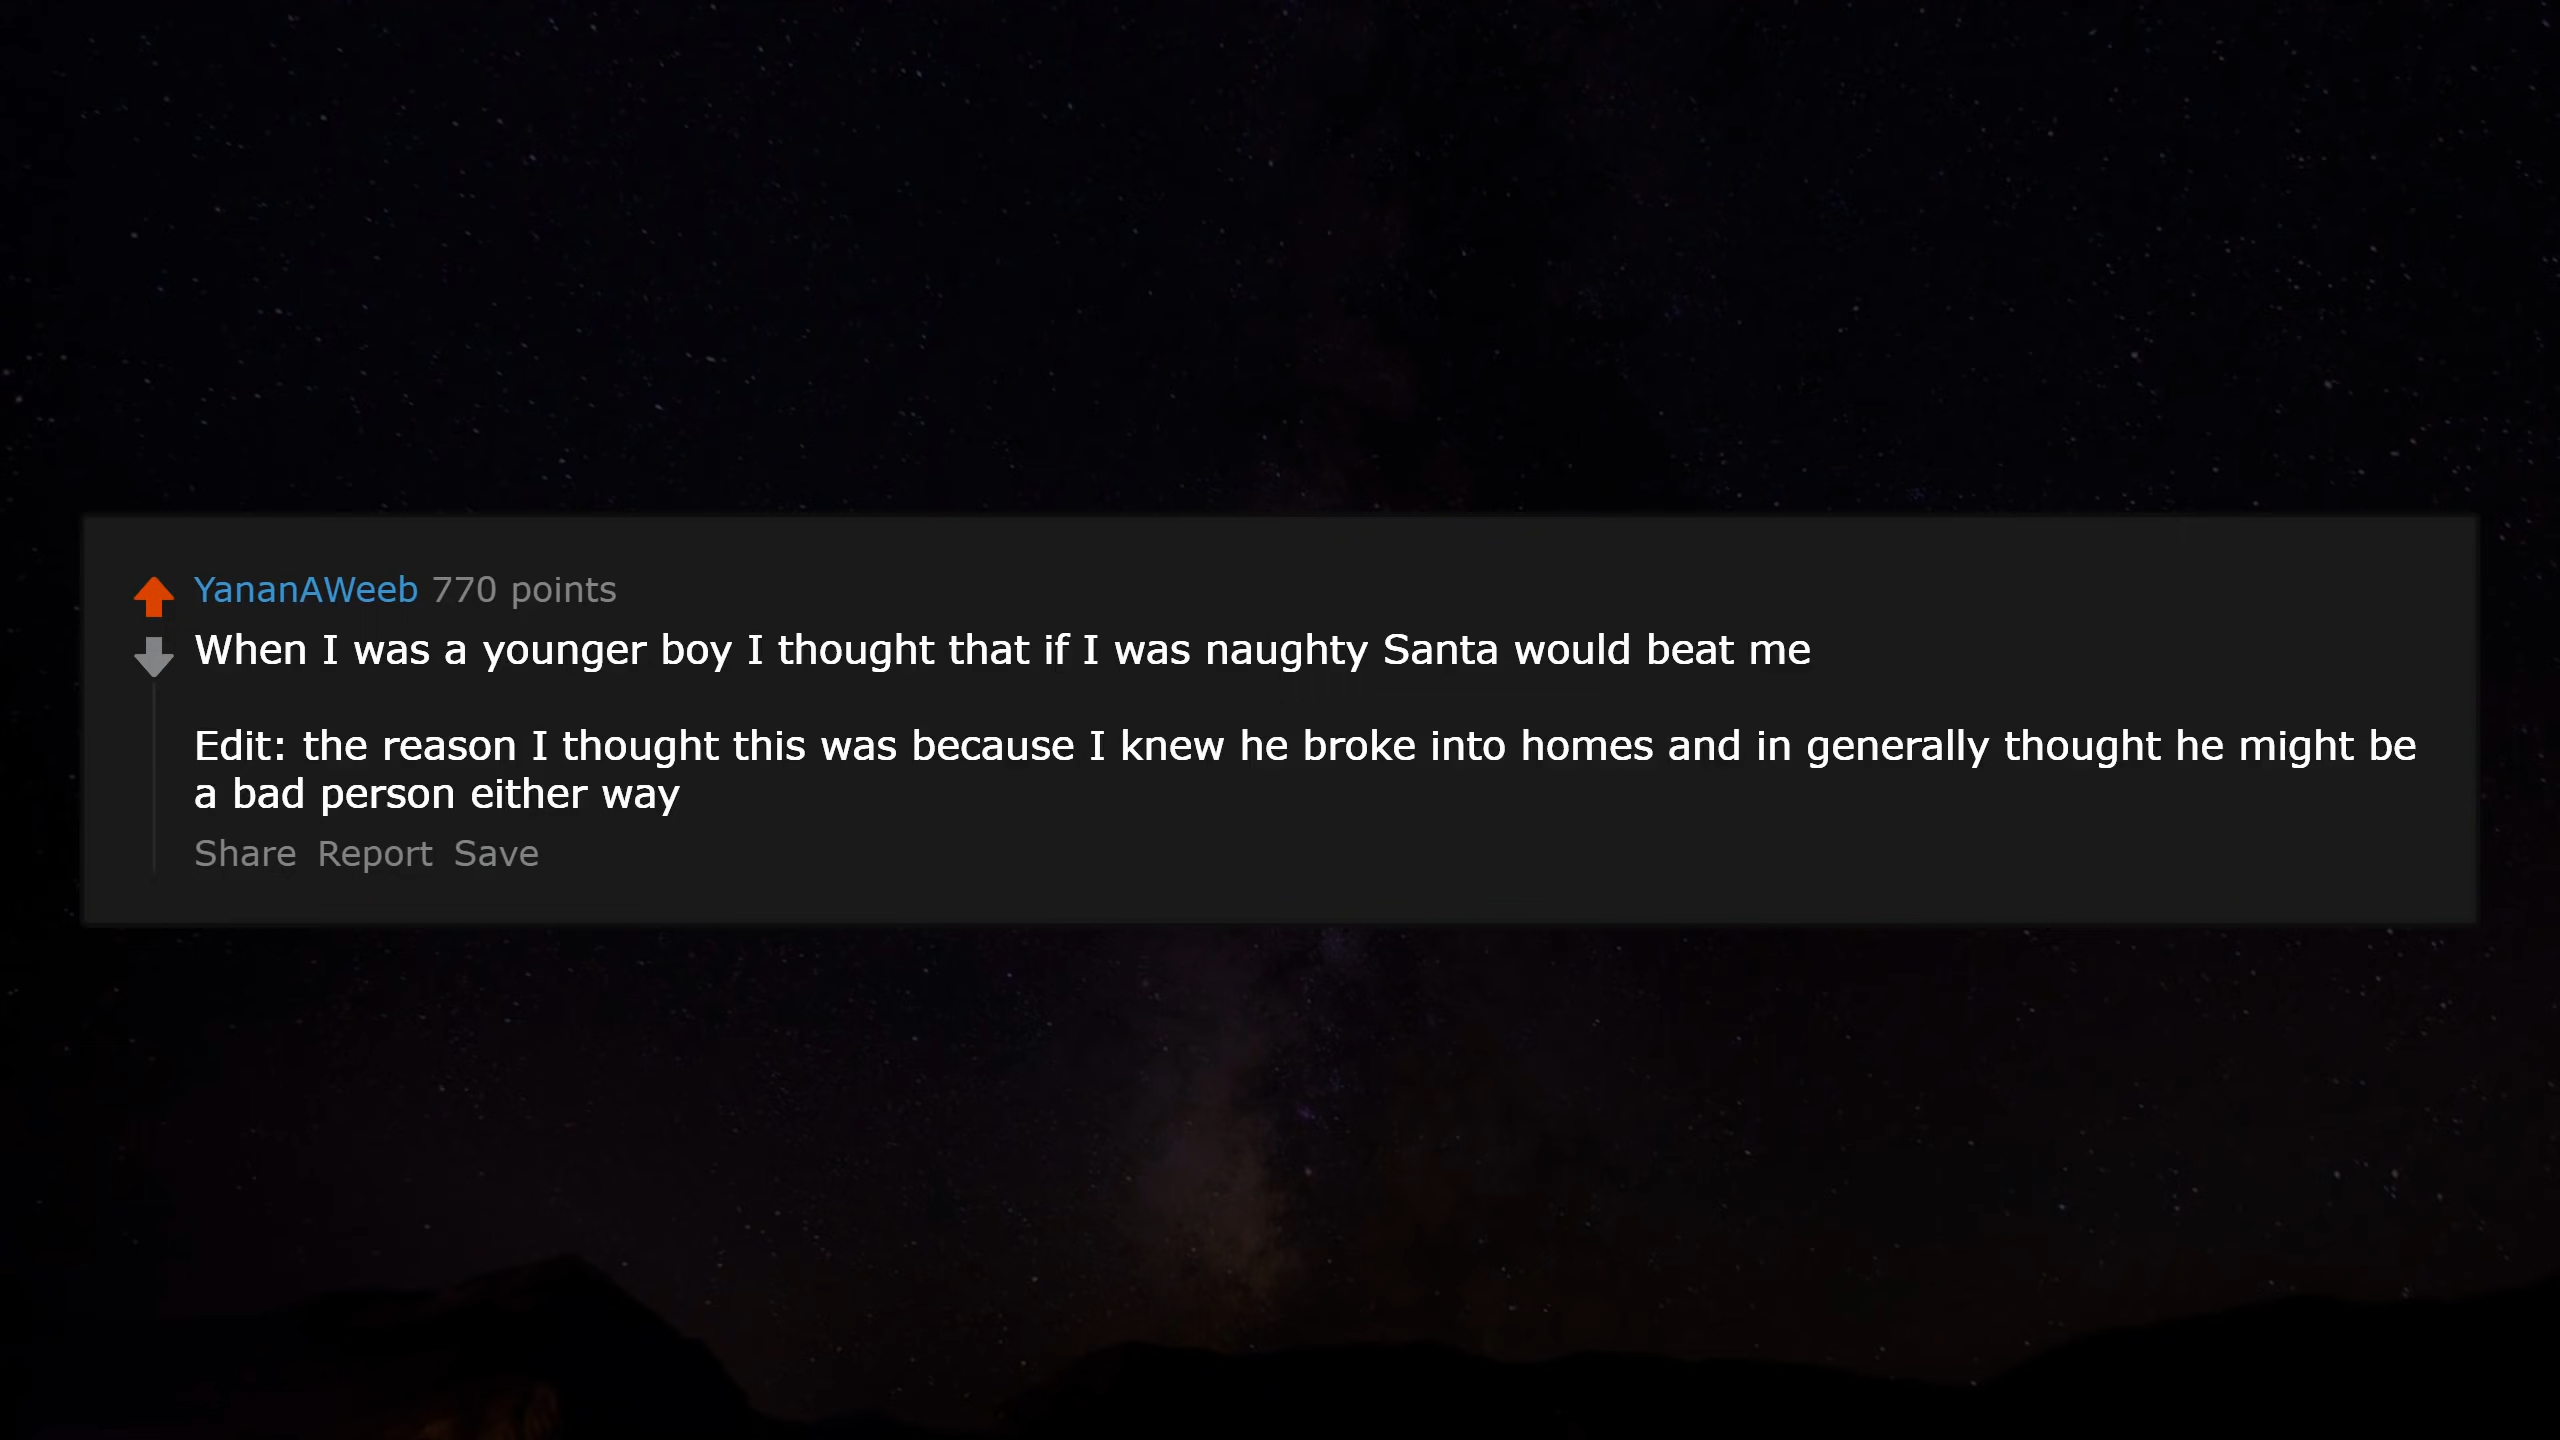 YananAWeeb 770 points
When I was a younger boy I thought that if I was naughty Santa would beat me
Edit: the reason I thought this was because I knew he broke into homes and in generally thought he might be
a bad person either way
Share Report Save